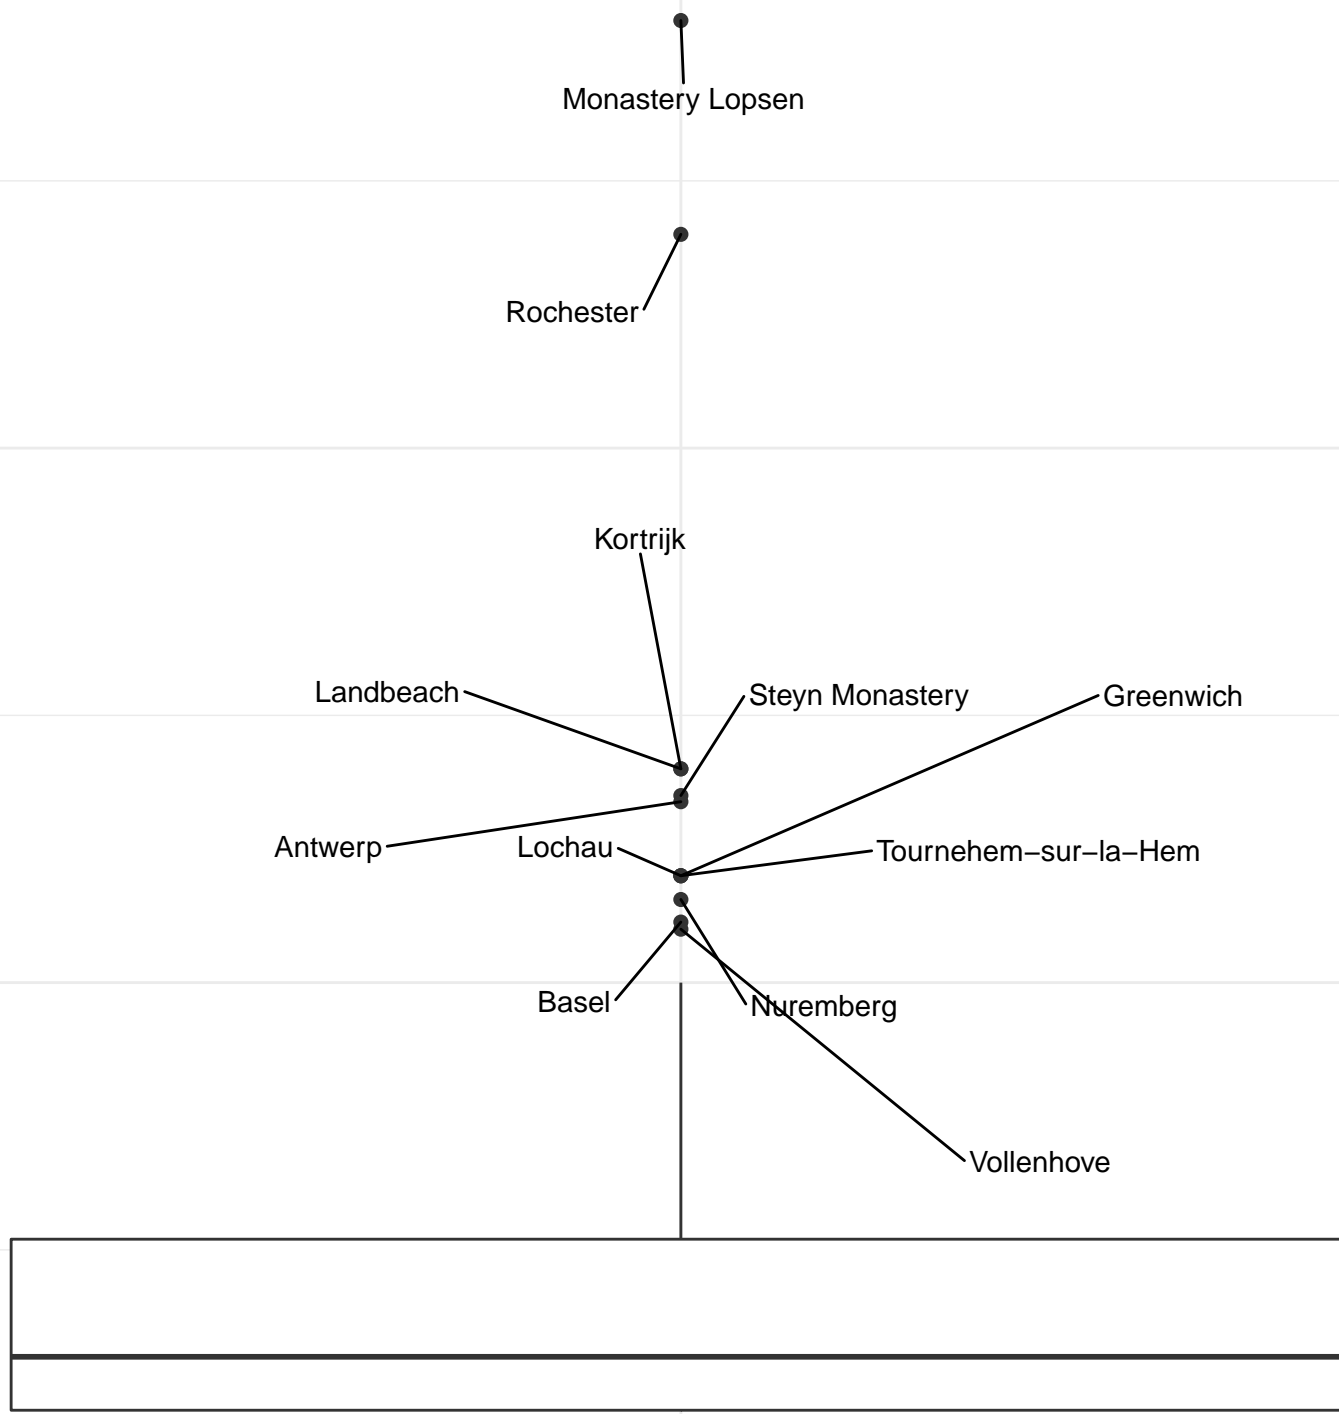 Monastery Lopsen
Rochester
Kortrijk
Landbeach
Steyn Monastery
Greenwich
Antwerp
Lochau
Tournehem−sur−la−Hem
Basel
Nuremberg
Vollenhove